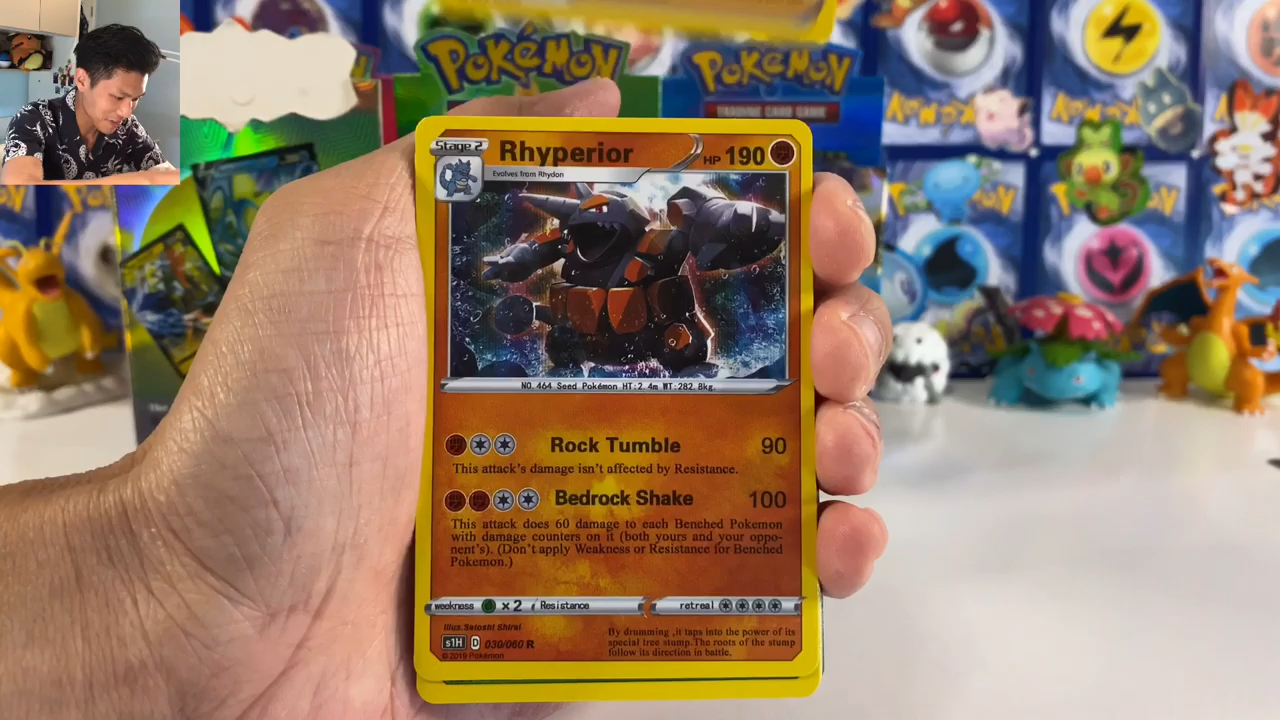 Pokémon
Pokémon
TRADING CARD GAME
Stage 2
Rhyperior
HP 190
Evolves from Rhydon
NO. 464 Seed Pokémon HT:2.4m WT:282.8kg.
Rock Tumble 90
This attack's damage isn't affected by Resistance.
Bedrock Shake 100
This attack does 60 damage to each Benched Pokemon
with damage counters on it (both yours and your oppo-
nent's). (Don't apply Weakness or Resistance for Benched
Pokemon.)
weekness ×2 Resistance retreal
Illus.Satoshi Shirai
s1H D 030/060 R
©2019 Pokémon
By drumming ,it taps into the power of its
special tree stump.The roots of the stump
follow its direction in battle.